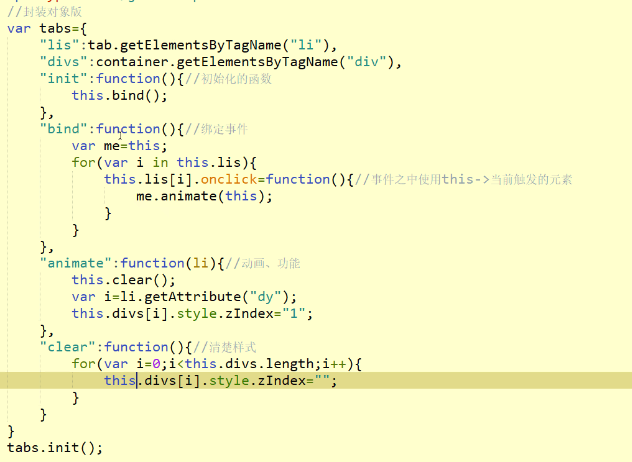 //封装对象版
var tabs={
    "lis":tab.getElementsByTagName("li"),
    "divs":container.getElementsByTagName("div"),
    "init":function(){//初始化的函数
        this.bind();
    },
    "bind":function(){//绑定事件
        var me=this;
        for(var i in this.lis){
            this.lis[i].onclick=function(){//事件之中使用this->当前触发的元素
                me.animate(this);
            }
        }
    },
    "animate":function(li){//动画、功能
        this.clear();
        var i=li.getAttribute("dy");
        this.divs[i].style.zIndex="1";
    },
    "clear":function(){//清楚样式
        for(var i=0;i<this.divs.length;i++){
            this.divs[i].style.zIndex="";
        }
    }
}
tabs.init();